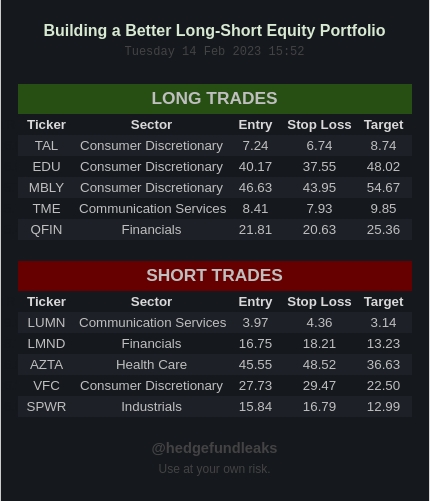 Building a Better Long-Short Equity Portfolio
Tuesday 14 Feb 2023 15:52
LONG TRADES
Ticker Sector Entry Stop Loss Target
TAL Consumer Discretionary 7.24 6.74 8.74
EDU Consumer Discretionary 40.17 37.55 48.02
MBLY Consumer Discretionary 46.63 43.95 54.67
TME Communication Services 8.41 7.93 9.85
QFIN Financials 21.81 20.63 25.36
SHORT TRADES
Ticker Sector Entry Stop Loss Target
LUMN Communication Services 3.97 4.36 3.14
LMND Financials 16.75 18.21 13.23
AZTA Health Care 45.55 48.52 36.63
VFC Consumer Discretionary 27.73 29.47 22.50
SPWR Industrials 15.84 16.79 12.99
@hedgefundleaks
Use at your own risk.